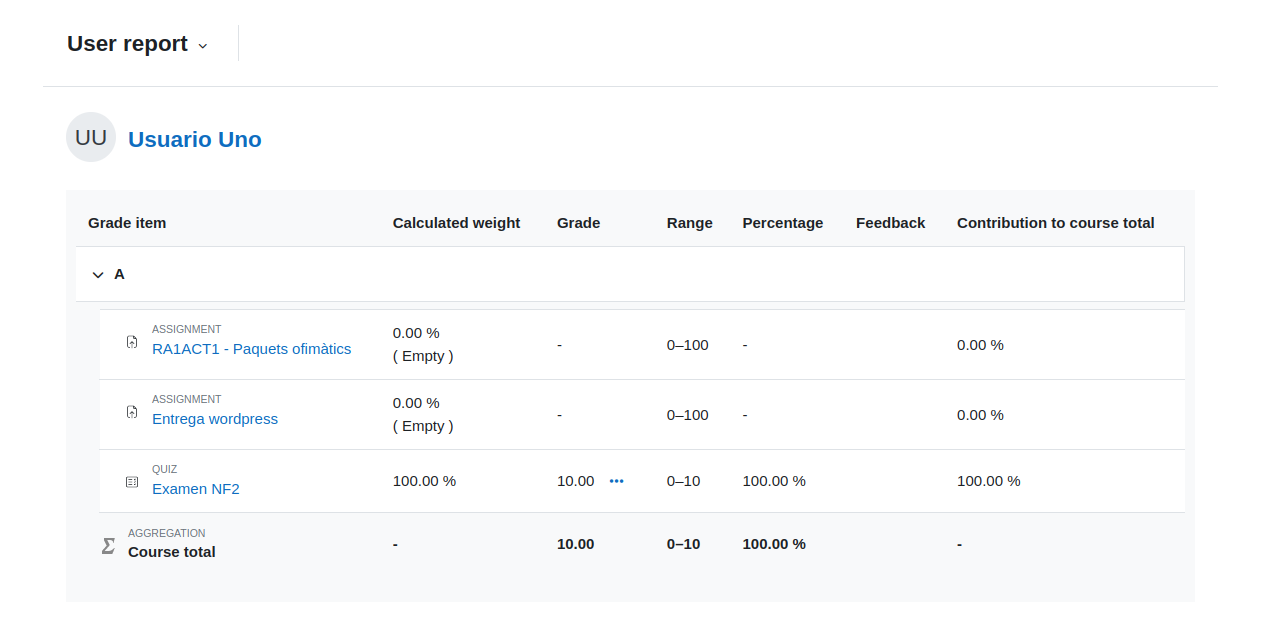 User report
UU
Usuario Uno
Grade item Calculated weight Grade Range Percentage Feedback Contribution to course total
A
ASSIGNMENT
RA1ACT1 - Paquets ofimàtics
0.00 %
( Empty )
- 0–100 - 0.00 %
ASSIGNMENT
Entrega wordpress
0.00 %
( Empty )
- 0–100 - 0.00 %
QUIZ
Examen NF2
100.00 % 10.00 0–10 100.00 % 100.00 %
AGGREGATION
Course total
- 10.00 0–10 100.00 % -